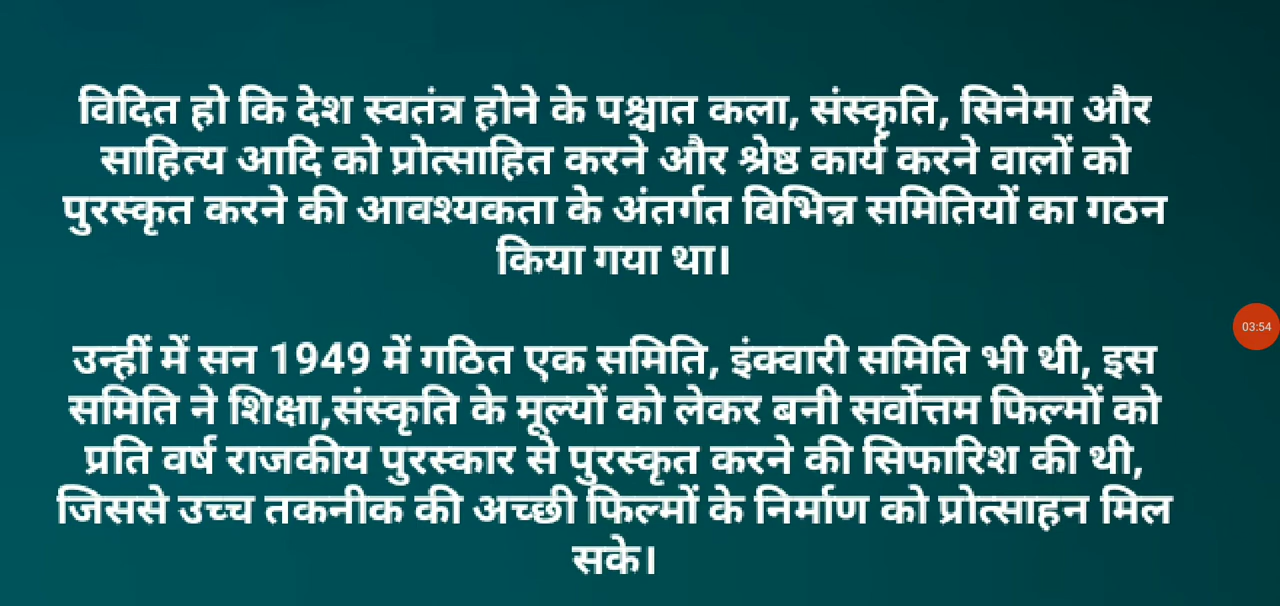 विदित हो कि देश स्वतंत्र होने के पश्चात कला, संस्कृति, सिनेमा और
साहित्य आदि को प्रोत्साहित करने और श्रेष्ठ कार्य करने वालों को
पुरस्कृत करने की आवश्यकता के अंतर्गत विभिन्न समितियों का गठन
किया गया था।
उन्हीं में सन 1949 में गठित एक समिति, इंक्वारी समिति भी थी, इस
समिति ने शिक्षा,संस्कृति के मूल्यों को लेकर बनी सर्वोत्तम फिल्मों को
प्रति वर्ष राजकीय पुरस्कार से पुरस्कृत करने की सिफारिश की थी,
जिससे उच्च तकनीक की अच्छी फिल्मों के निर्माण को प्रोत्साहन मिल
सके।
03:54